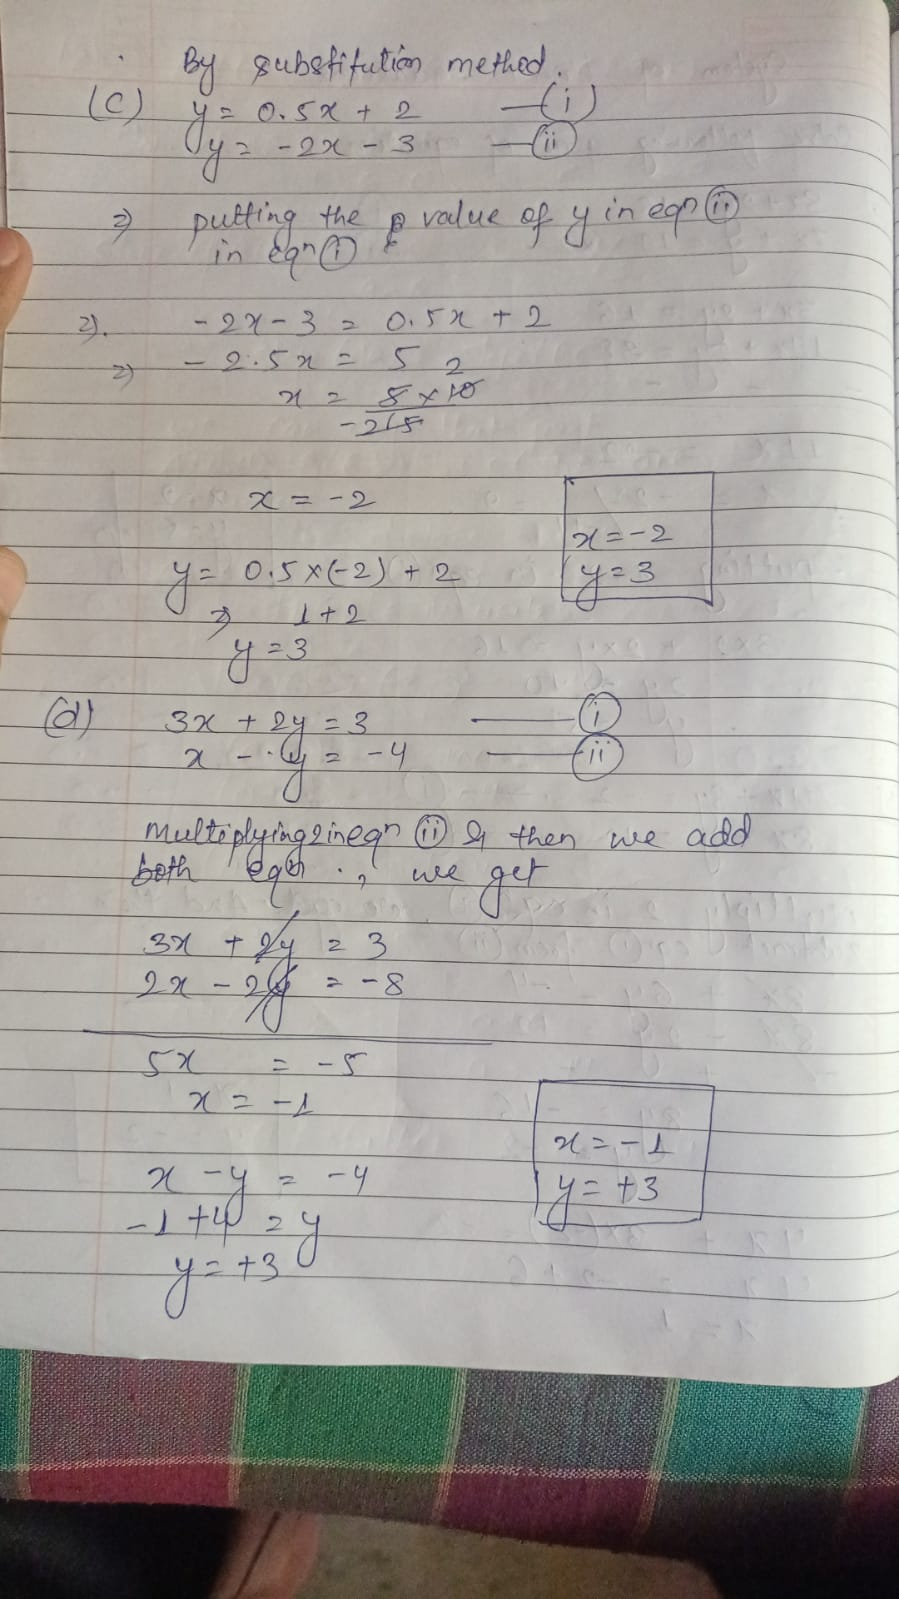 By substitution method.
(C) y = 0.5x + 2 —(i)
y = -2x - 3 —(ii)
⇒ putting the value of y in eqn (ii)
in eqn (i)
⇒. -2x - 3 = 0.5x + 2
⇒ -2.5x = 5
x = 5 × 10 2
-25
x = -2
x = -2
y = 3
y = 0.5 × (-2) + 2
⇒ 1 + 2
y = 3
(d) 3x + 2y = 3 —(i)
x - y = -4 —(ii)
multiplying 2 in eqn (ii) & then we add
both eqn ., we get
3x + 2y = 3
2x - 2y = -8
5x = -5
x = -1
x = -1
y = +3
x - y = -4
-1 + 4 = y
y = +3